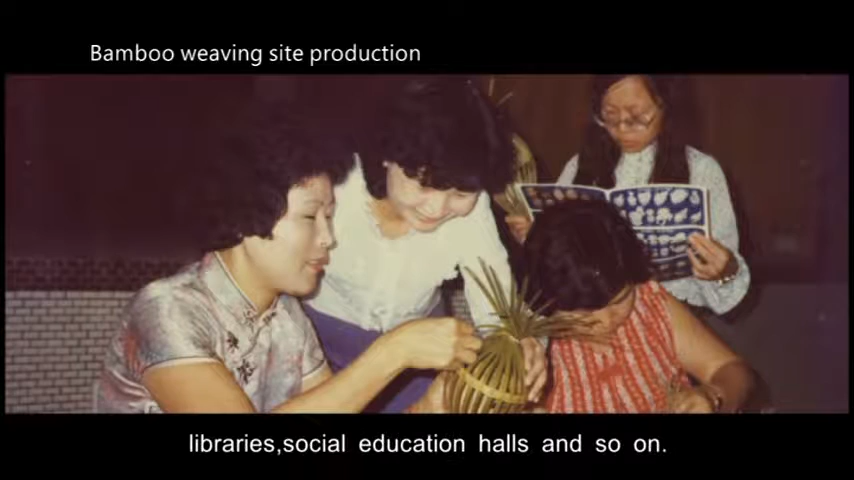 Bamboo weaving site production
libraries,social education halls and so on.